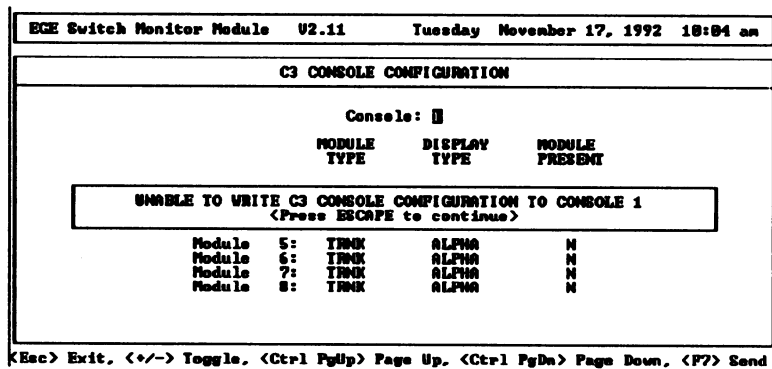 EGE Switch Monitor Module V2.11 Tuesday November 17, 1992 10:04 am
C3 CONSOLE CONFIGURATION
Console:
MODULE TYPE DISPLAY TYPE MODULE PRESENT
UNABLE TO WRITE C3 CONSOLE CONFIGURATION TO CONSOLE 1
<Press ESCAPE to continue>
Module 5: TRNK ALPHA N
Module 6: TRNK ALPHA N
Module 7: TRNK ALPHA N
Module 8: TRNK ALPHA N
<Esc> Exit, <+/-> Toggle, <Ctrl PgUp> Page Up, <Ctrl PgDn> Page Down, <F7> Send